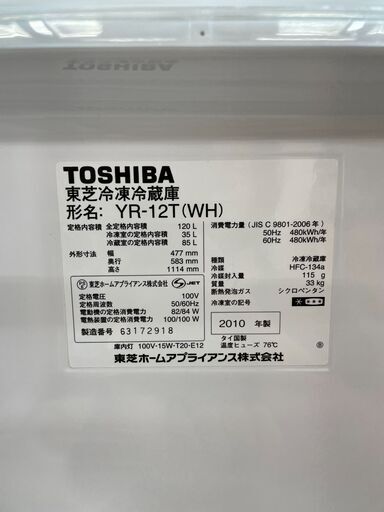 TOSHIBA
TOSHIBA
東芝冷凍冷蔵庫
形名: YR-12T(WH)
定格内容積 全定格内容積 120 L
冷凍室の定格内容積 35 L
冷蔵室の定格内容積 85 L
外形寸法 幅 477 mm
奥行 583 mm
高さ 1114 mm
東芝ホームアプライアンス株式会社 S JET
定格電圧 100V
定格周波数 50/60Hz
電動機の定格消費電力 82/84 W
電熱装置の定格消費電力 100/100 W
製造番号 63172918
消費電力量 (JIS C 9801-2006年)
50Hz 480kWh/年
60Hz 480kWh/年
種類 冷凍冷蔵庫
冷媒 HFC-134a
冷媒封入量 115 g
質量 33 kg
断熱発泡ガス シクロペンタン
冷凍室の記号
2010 年製
タイ国製
温度ヒューズ 76℃
庫内灯 100V-15W-T20-E12
東芝ホームアプライアンス株式会社